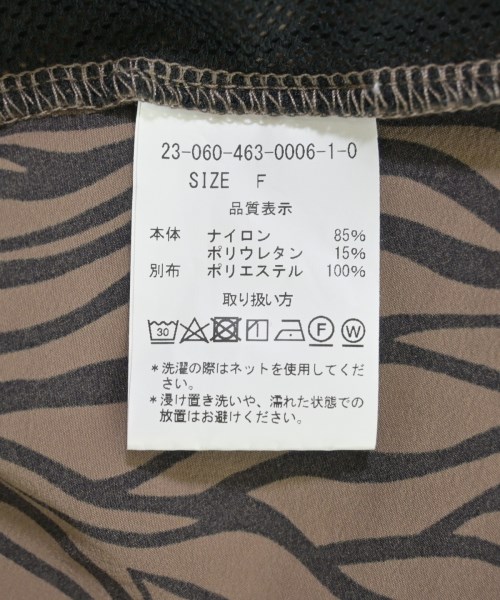 23-060-463-0006-1-0
SIZE F
品質表示
本体 ナイロン 85%
ポリウレタン 15%
別布 ポリエステル 100%
取り扱い方
30 F W
*洗濯の際はネットを使用してくだ
さい。
*浸け置き洗いや、濡れた状態での
放置はお避けください。